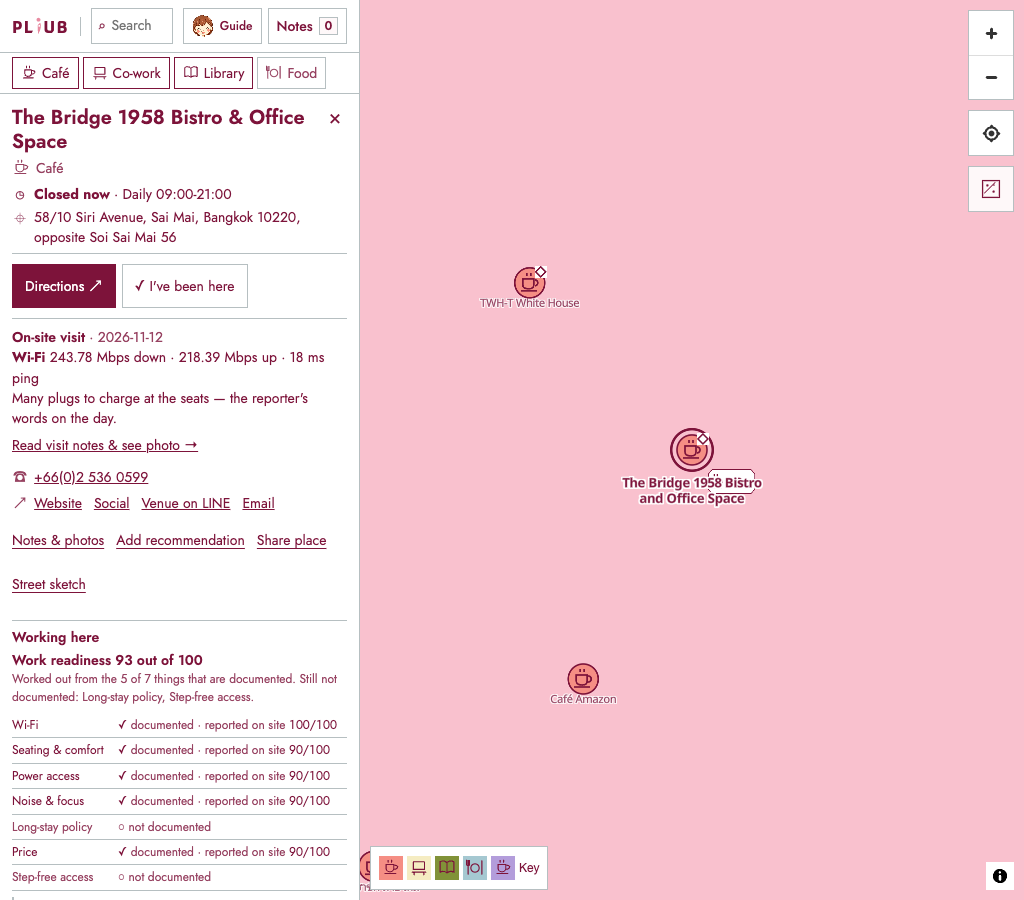 PLUB
Search
Guide
Notes 0
Café
Co-work
Library
Food
The Bridge 1958 Bistro & Office
Space
Café
Closed now · Daily 09:00-21:00
58/10 Siri Avenue, Sai Mai, Bangkok 10220,
opposite Soi Sai Mai 56
Directions ↗
✓ I've been here
On-site visit · 2026-11-12
Wi-Fi 243.78 Mbps down · 218.39 Mbps up · 18 ms
ping
Many plugs to charge at the seats — the reporter's
words on the day.
Read visit notes & see photo →
+66(0)2 536 0599
Website Social Venue on LINE Email
Notes & photos Add recommendation Share place
Street sketch
Working here
Work readiness 93 out of 100
Worked out from the 5 of 7 things that are documented. Still not
documented: Long-stay policy, Step-free access.
Wi-Fi ✓ documented · reported on site 100/100
Seating & comfort ✓ documented · reported on site 90/100
Power access ✓ documented · reported on site 90/100
Noise & focus ✓ documented · reported on site 90/100
Long-stay policy ○ not documented
Price ✓ documented · reported on site 90/100
Step-free access ○ not documented
TWH-T White House
The Bridge 1958 Bistro
and Office Space
Café Amazon
Key